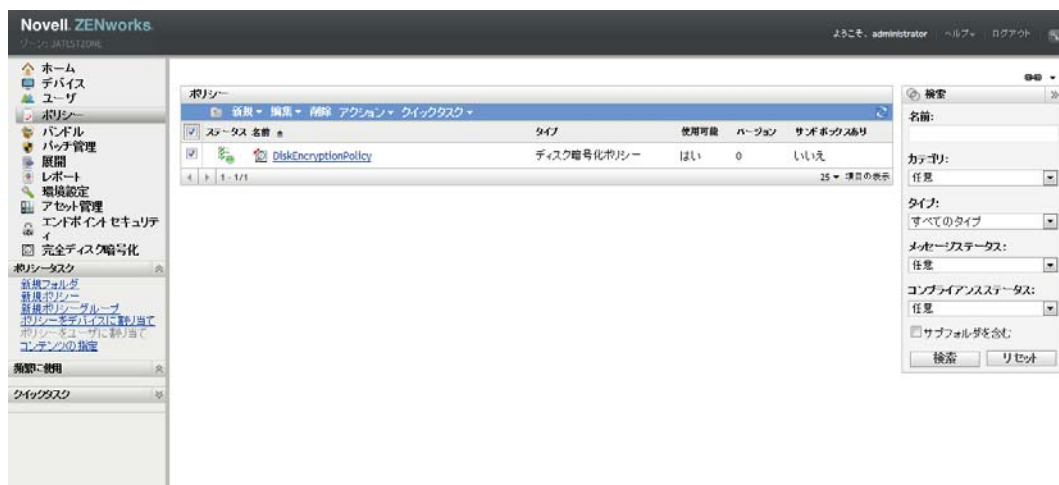 Novell. ZENworks.
ゾーン: JATLSTZONE
ようこそ、administrator ヘルプ ログアウト
ホーム
デバイス
ユーザ
ポリシー
バンドル
パッチ管理
展開
レポート
環境設定
アセット管理
エンドポイントセキュリテ
ィ
完全ディスク暗号化
ポリシータスク
新規フォルダ
新規ポリシー
新規ポリシーグループ
ポリシーをデバイスに割り当て
ポリシーをユーザに割り当て
コンテンツの指定
頻繁に使用
クイックタスク
ポリシー
新規 編集 削除 アクション クイックタスク
ステータス 名前 タイプ 使用可能 バージョン サンドボックスあり
DiskEncryptionPolicy ディスク暗号化ポリシー はい 0 いいえ
1 - 1/1 25 項目の表示
検索
名前:
カテゴリ:
任意
タイプ:
すべてのタイプ
メッセージステータス:
任意
コンプライアンスステータス:
任意
サブフォルダを含む
検索 リセット